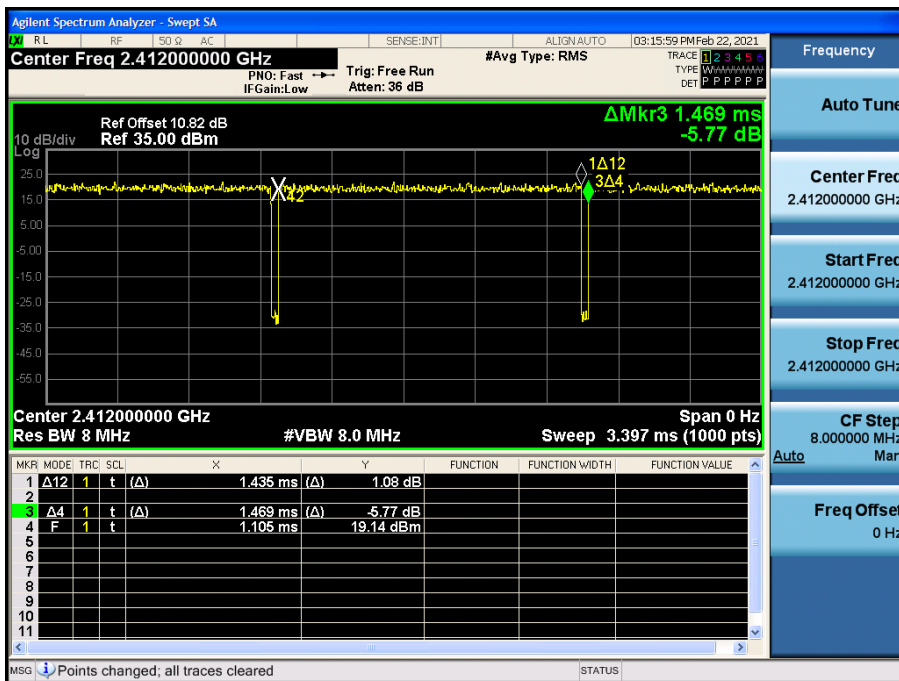 Agilent Spectrum Analyzer - Swept SA
LXI RL RF 50 Ω AC SENSE:INT ALIGN AUTO 03:15:59 PM Feb 22, 2021
Center Freq 2.412000000 GHz #Avg Type: RMS TRACE 1 2 3 4 5 6
PNO: Fast Trig: Free Run TYPE WWWWWW
IFGain:Low Atten: 36 dB DET P P P P P P
Frequency
Auto Tune
ΔMkr3 1.469 ms
-5.77 dB
Ref Offset 10.82 dB
10 dB/div Ref 35.00 dBm
Log
25.0
15.0
5.00
-5.00
-15.0
-25.0
-35.0
-45.0
-55.0
1Δ12
3Δ4
X42
Center 2.412000000 GHz Span 0 Hz
Res BW 8 MHz #VBW 8.0 MHz Sweep 3.397 ms (1000 pts)
MKR MODE TRC SCL X Y FUNCTION FUNCTION WIDTH FUNCTION VALUE
1 Δ12 1 t (Δ) 1.435 ms (Δ) 1.08 dB
2
3 Δ4 1 t (Δ) 1.469 ms (Δ) -5.77 dB
4 F 1 t 1.105 ms 19.14 dBm
5
6
7
8
9
10
11
MSG Points changed; all traces cleared STATUS
Center Freq
2.412000000 GHz
Start Freq
2.412000000 GHz
Stop Freq
2.412000000 GHz
CF Step
8.000000 MHz
Auto Man
Freq Offset
0 Hz